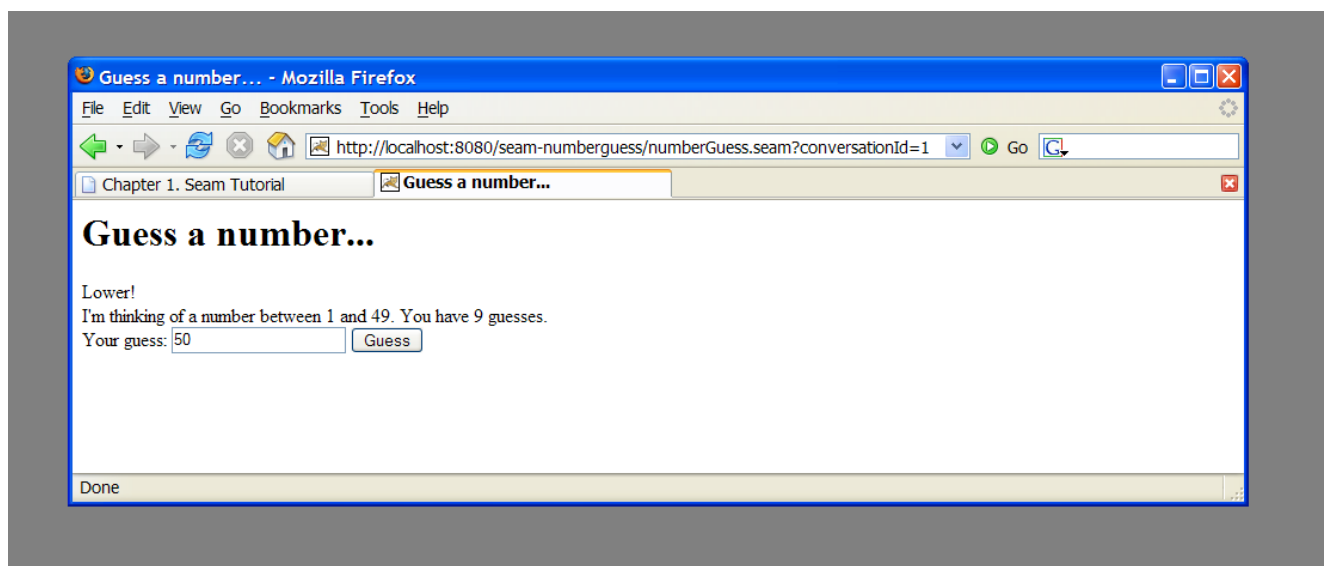 Guess a number... - Mozilla Firefox
File Edit View Go Bookmarks Tools Help
http://localhost:8080/seam-numberguess/numberGuess.seam?conversationId=1 Go G
Chapter 1. Seam Tutorial Guess a number...
Guess a number...
Lower!
I'm thinking of a number between 1 and 49. You have 9 guesses.
Your guess: 50 Guess
Done